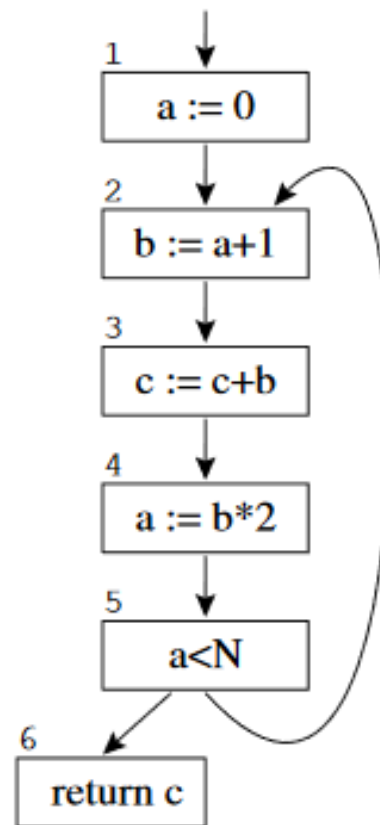 1
a := 0
2
b := a+1
3
c := c+b
4
a := b*2
5
a<N
6
return c